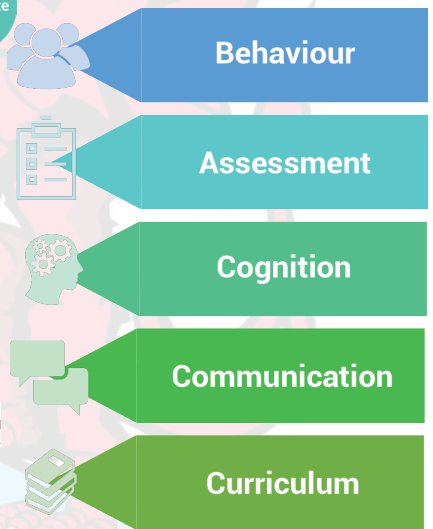 Behaviour
Assessment
Cognition
Communication
Curriculum